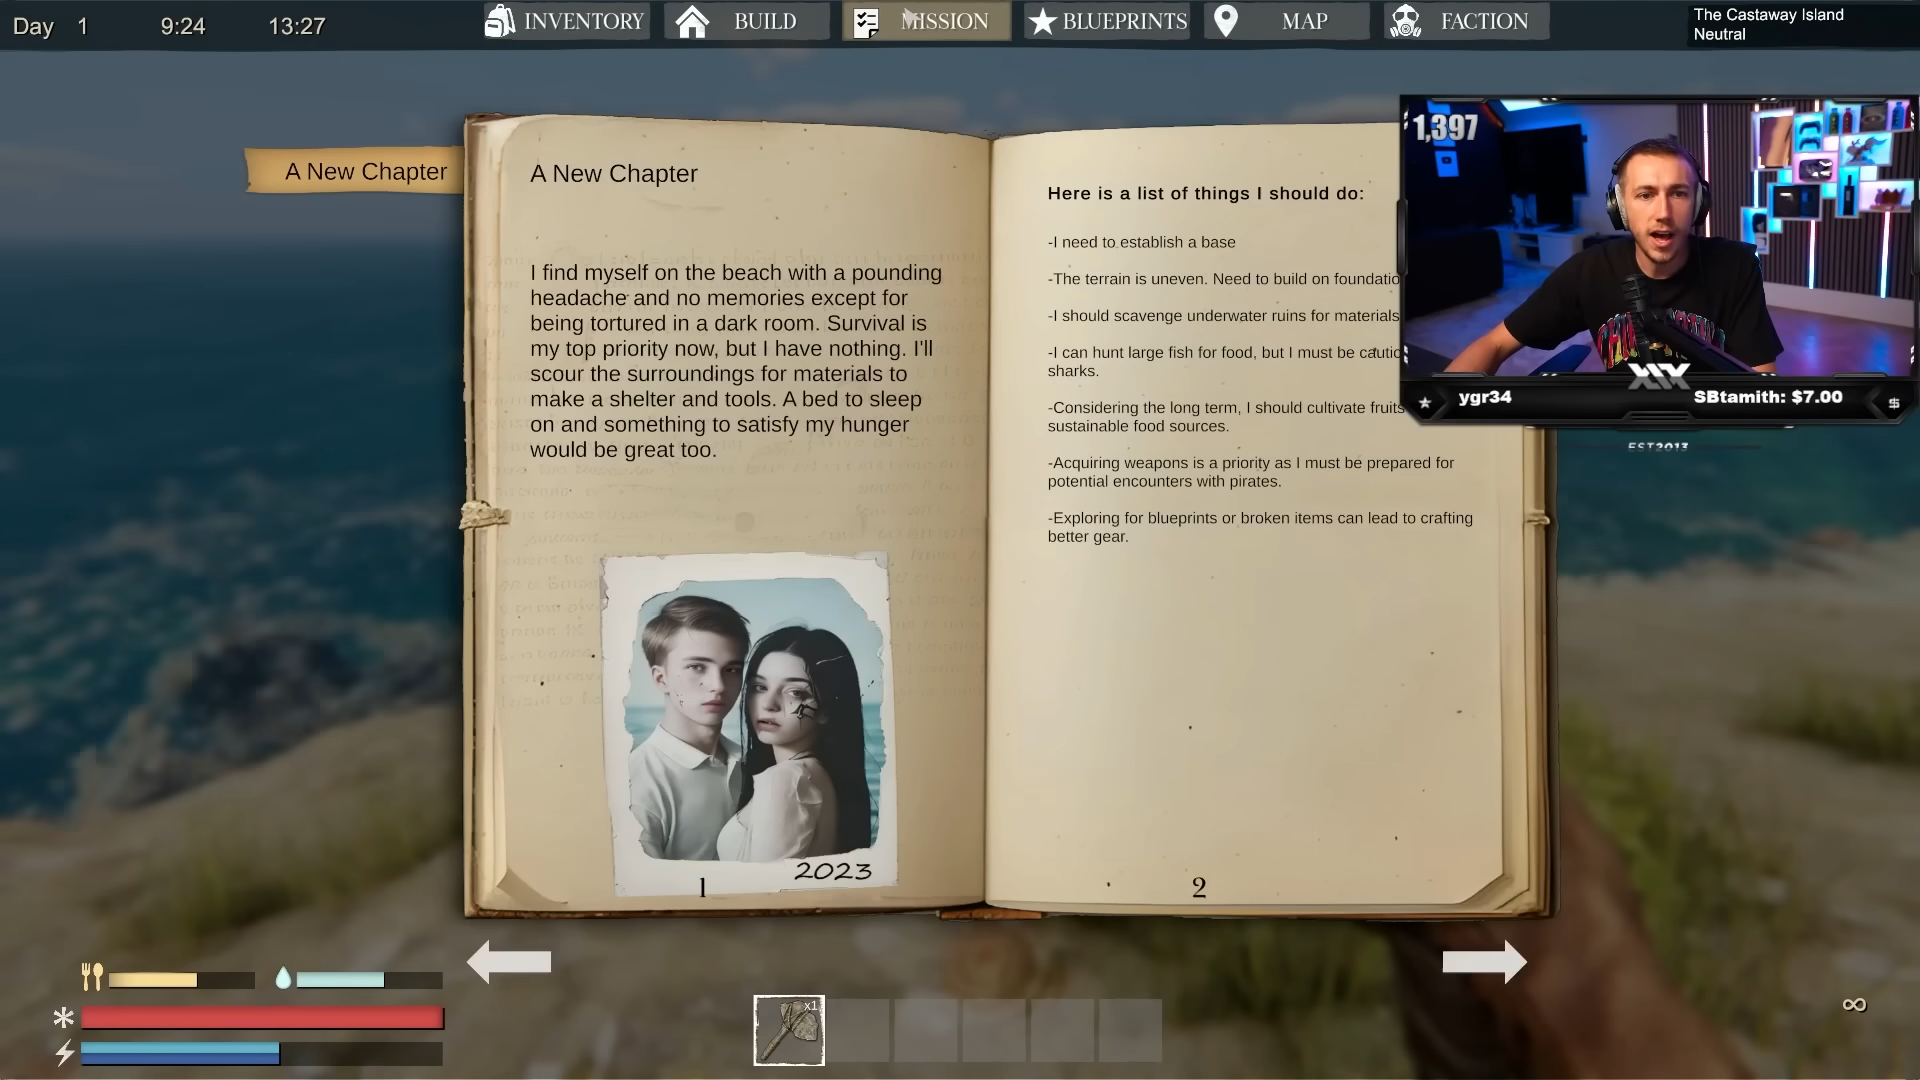 Day 1 9:24 13:27
INVENTORY
BUILD
MISSION
BLUEPRINTS
MAP
FACTION
The Castaway Island
Neutral
A New Chapter
A New Chapter
I find myself on the beach with a pounding
headache and no memories except for
being tortured in a dark room. Survival is
my top priority now, but I have nothing. I'll
scour the surroundings for materials to
make a shelter and tools. A bed to sleep
on and something to satisfy my hunger
would be great too.
2023
1
Here is a list of things I should do:
-I need to establish a base
-The terrain is uneven. Need to build on
-I should scavenge underwater ruins for materials
-I can hunt large fish for food, but I must be
sharks.
-Considering the long term, I should cultivate fruits
sustainable food sources.
-Acquiring weapons is a priority as I must be prepared for
potential encounters with pirates.
-Exploring for blueprints or broken items can lead to crafting
better gear.
2
1,397
XIX
ygr34
SBtamith: $7.00
EST2013
x1